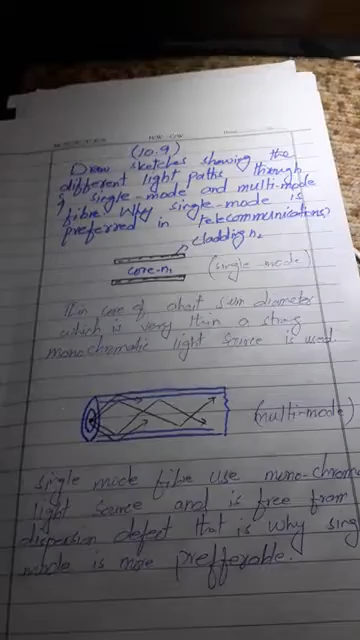 (10.9)
Draw sketches showing the
different light paths through
a single-mode and multi-mode
fibre Why single-mode is
preferred in telecommunications?
cladding n₂
core-n₁ (single mode)
thin core of about 5um diameter
which is very thin a strong
monochromatic light source is used.
(multi-mode)
single mode fibre use mono-chrom
light source and is free from
dispersion defect that is why sing
mode is more prefferable.